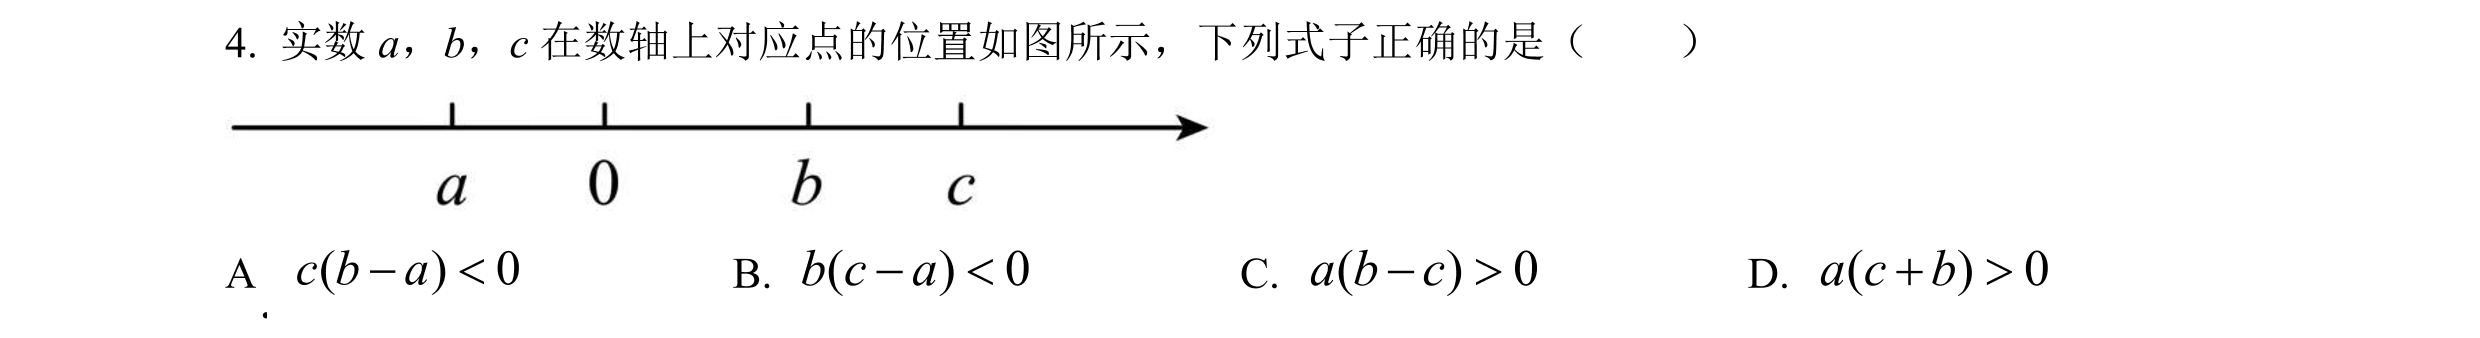 4. 实数 a，b，c 在数轴上对应点的位置如图所示，下列式子正确的是（　　）
a 0 b c
A. c(b−a)<0 B. b(c−a)<0 C. a(b−c)>0 D. a(c+b)>0